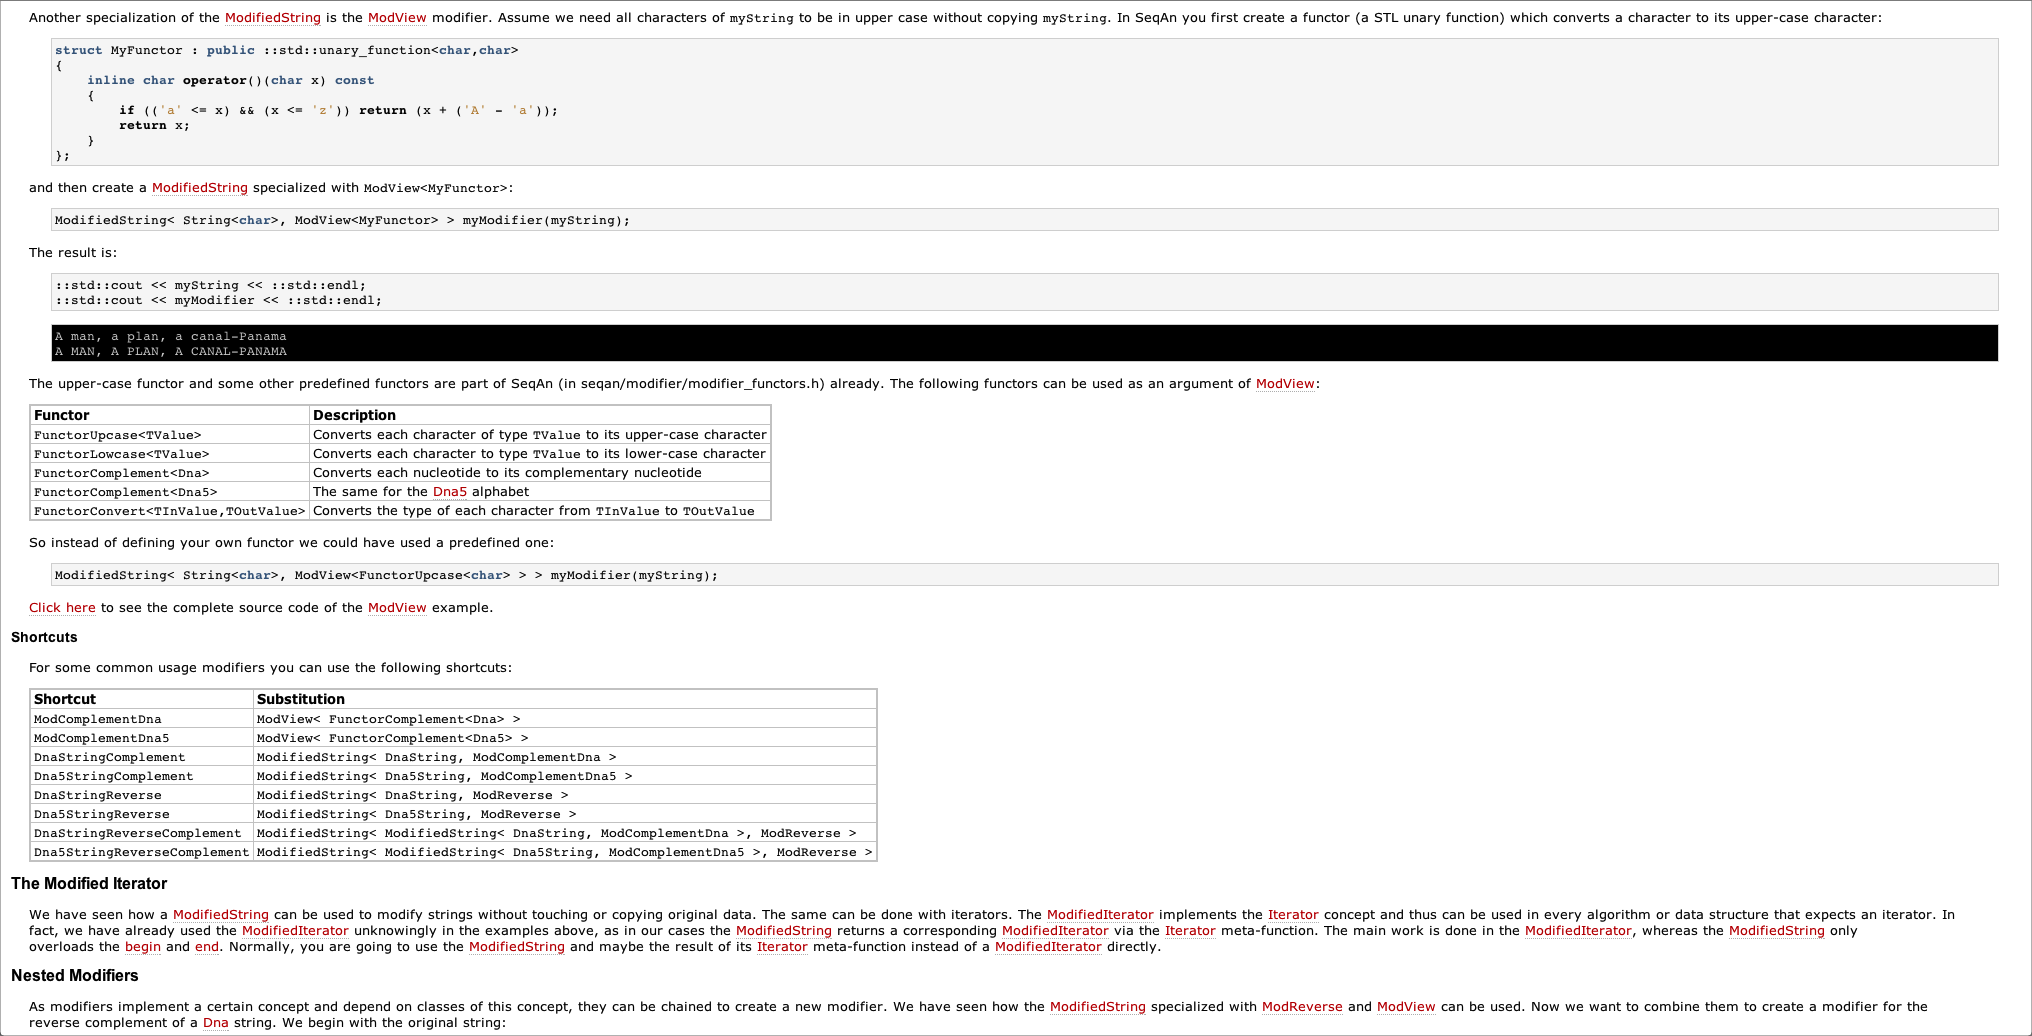 Another specialization of the ModifiedString is the ModView modifier. Assume we need all characters of myString to be in upper case without copying myString. In SeqAn you first create a functor (a STL unary function) which converts a character to its upper-case character:
struct MyFunctor : public ::std::unary_function<char,char>
{
    inline char operator()(char x) const
    {
        if (('a' <= x) && (x <= 'z')) return (x + ('A' - 'a'));
        return x;
    }
};
and then create a ModifiedString specialized with ModView<MyFunctor>:
ModifiedString< String<char>, ModView<MyFunctor> > myModifier(myString);
The result is:
::std::cout << myString << ::std::endl;
::std::cout << myModifier << ::std::endl;
A man, a plan, a canal-Panama
A MAN, A PLAN, A CANAL-PANAMA
The upper-case functor and some other predefined functors are part of SeqAn (in seqan/modifier/modifier_functors.h) already. The following functors can be used as an argument of ModView:
Functor Description
FunctorUpcase<TValue> Converts each character of type TValue to its upper-case character
FunctorLowcase<TValue> Converts each character to type TValue to its lower-case character
FunctorComplement<Dna> Converts each nucleotide to its complementary nucleotide
FunctorComplement<Dna5> The same for the Dna5 alphabet
FunctorConvert<TInValue,TOutValue> Converts the type of each character from TInValue to TOutValue
So instead of defining your own functor we could have used a predefined one:
ModifiedString< String<char>, ModView<FunctorUpcase<char> > > myModifier(myString);
Click here to see the complete source code of the ModView example.
Shortcuts
For some common usage modifiers you can use the following shortcuts:
Shortcut Substitution
ModComplementDna ModView< FunctorComplement<Dna> >
ModComplementDna5 ModView< FunctorComplement<Dna5> >
DnaStringComplement ModifiedString< DnaString, ModComplementDna >
Dna5StringComplement ModifiedString< Dna5String, ModComplementDna5 >
DnaStringReverse ModifiedString< DnaString, ModReverse >
Dna5StringReverse ModifiedString< Dna5String, ModReverse >
DnaStringReverseComplement ModifiedString< ModifiedString< DnaString, ModComplementDna >, ModReverse >
Dna5StringReverseComplement ModifiedString< ModifiedString< Dna5String, ModComplementDna5 >, ModReverse >
The Modified Iterator
We have seen how a ModifiedString can be used to modify strings without touching or copying original data. The same can be done with iterators. The ModifiedIterator implements the Iterator concept and thus can be used in every algorithm or data structure that expects an iterator. In
fact, we have already used the ModifiedIterator unknowingly in the examples above, as in our cases the ModifiedString returns a corresponding ModifiedIterator via the Iterator meta-function. The main work is done in the ModifiedIterator, whereas the ModifiedString only
overloads the begin and end. Normally, you are going to use the ModifiedString and maybe the result of its Iterator meta-function instead of a ModifiedIterator directly.
Nested Modifiers
As modifiers implement a certain concept and depend on classes of this concept, they can be chained to create a new modifier. We have seen how the ModifiedString specialized with ModReverse and ModView can be used. Now we want to combine them to create a modifier for the
reverse complement of a Dna string. We begin with the original string: